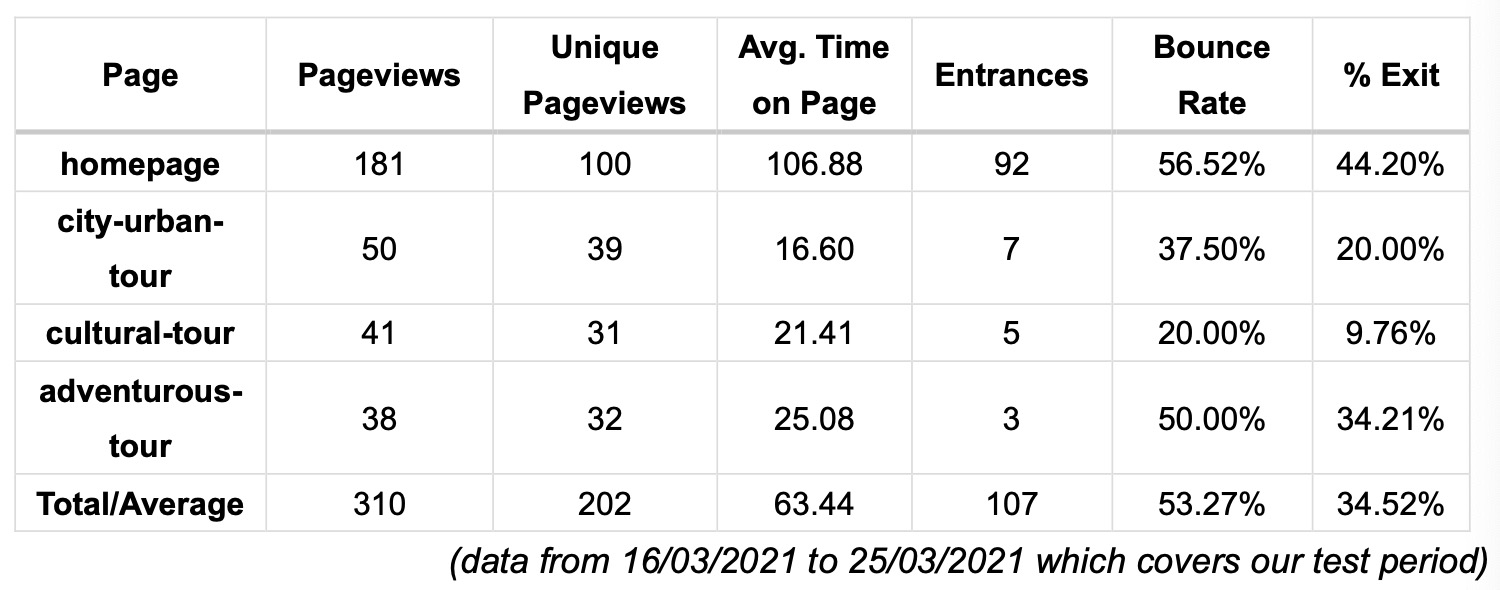 Page Pageviews Unique Pageviews Avg. Time on Page Entrances Bounce Rate % Exit
homepage 181 100 106.88 92 56.52% 44.20%
city-urban-tour 50 39 16.60 7 37.50% 20.00%
cultural-tour 41 31 21.41 5 20.00% 9.76%
adventurous-tour 38 32 25.08 3 50.00% 34.21%
Total/Average 310 202 63.44 107 53.27% 34.52%
(data from 16/03/2021 to 25/03/2021 which covers our test period)